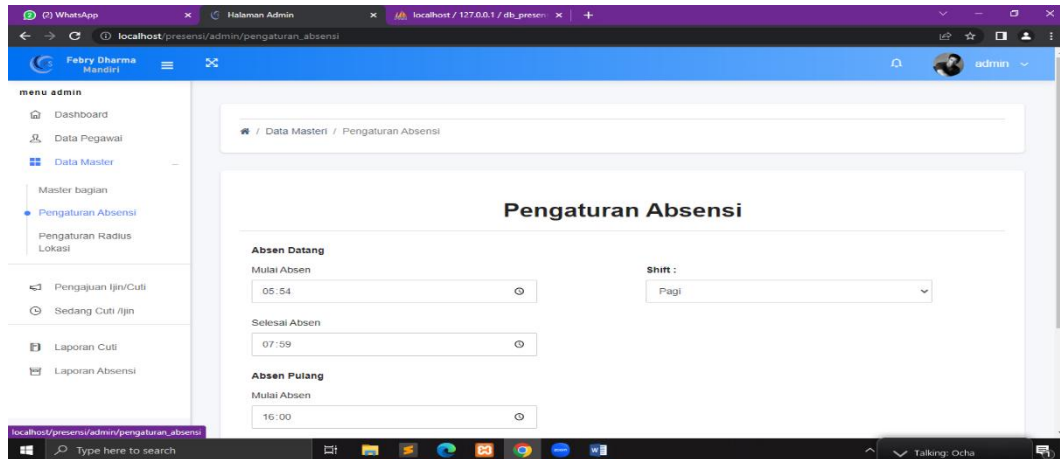 (2) WhatsApp
Halaman Admin
localhost / 127.0.0.1 / db_presen
localhost/presensi/admin/pengaturan_absensi
Febry Dharma
Mandiri
admin
menu admin
Dashboard
Data Pegawai
Data Master
Master bagian
Pengaturan Absensi
Pengaturan Radius
Lokasi
Pengajuan Ijin/Cuti
Sedang Cuti /Ijin
Laporan Cuti
Laporan Absensi
/ Data Masteri / Pengaturan Absensi
Pengaturan Absensi
Absen Datang
Mulai Absen
05:54
Shift :
Pagi
Selesai Absen
07:59
Absen Pulang
Mulai Absen
16:00
localhost/presensi/admin/pengaturan_absensi
Type here to search
Talking: Ocha